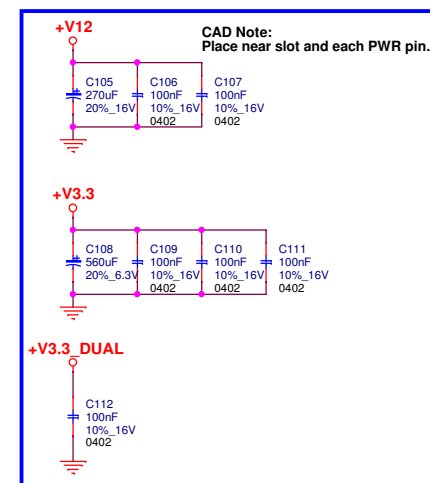 +V12
CAD Note:
Place near slot and each PWR pin.
C105
270uF
20%_16V
C106
100nF
10%_16V
0402
C107
100nF
10%_16V
0402
+V3.3
C108
560uF
20%_6.3V
C109
100nF
10%_16V
0402
C110
100nF
10%_16V
0402
C111
100nF
10%_16V
0402
+V3.3_DUAL
C112
100nF
10%_16V
0402